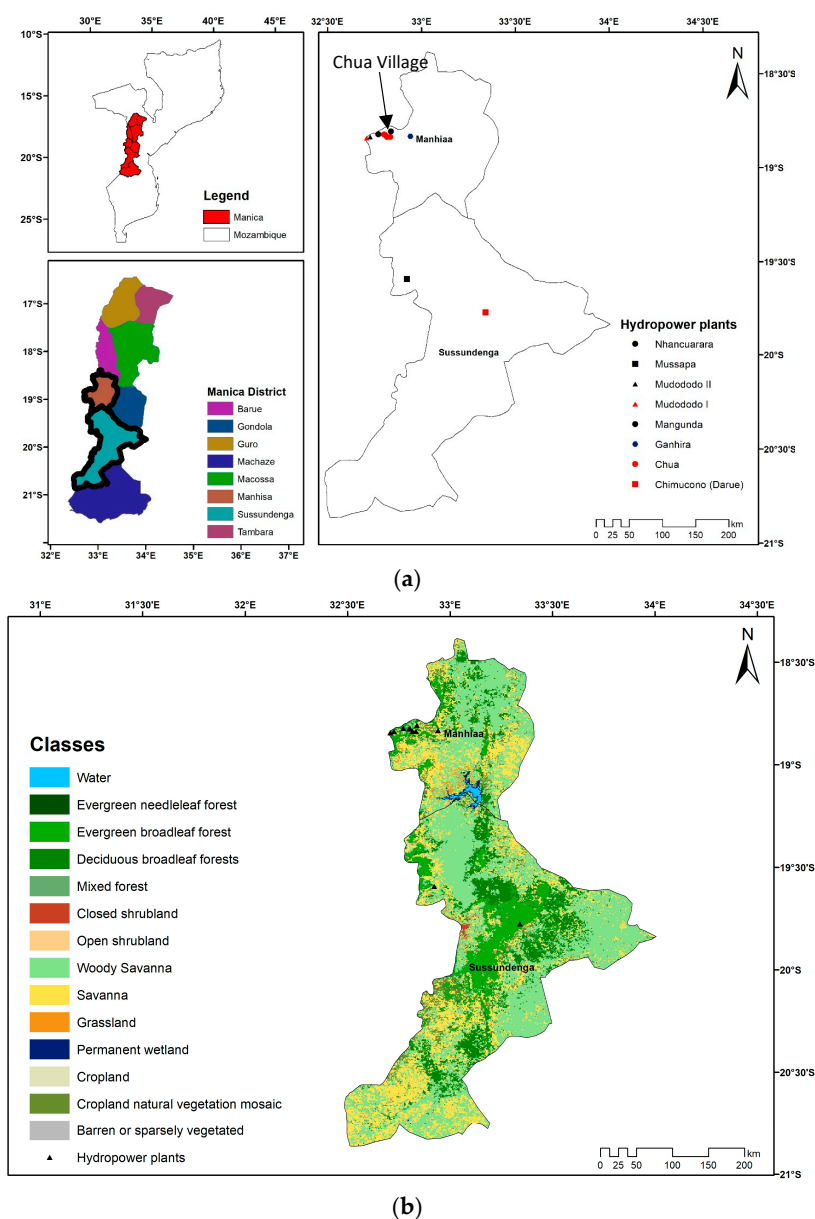 30°E 35°E 40°E 45°E
10°S
15°S
20°S
25°S
Legend
Manica
Mozambique
17°S
18°S
19°S
20°S
21°S
32°E 33°E 34°E 35°E 36°E 37°E
Manica District
Barue
Gondola
Guro
Machaze
Macossa
Manhisa
Sussundenga
Tambara
32°30'S 33°E 33°30'S 34°E
Chua Village
N
18°30'S
19°S
19°30'S
20°S
20°30'S
21°S
Manhiaa
Sussundenga
Hydropower plants
Nhancuarara
Mussapa
Mudododo II
Mudododo I
Mangunda
Ganhira
Chua
Chimucono (Darue)
0 25 50 100 150 200
km
(a)
31°E 31°30'E 32°E 32°30'E 33°E 33°30'E 34°E 34°30'E
N
18°30'S
19°S
19°30'S
20°S
20°30'S
21°S
Manhiaa
Sussundenga
Classes
Water
Evergreen needleleaf forest
Evergreen broadleaf forest
Deciduous broadleaf forests
Mixed forest
Closed shrubland
Open shrubland
Woody Savanna
Savanna
Grassland
Permanent wetland
Cropland
Cropland natural vegetation mosaic
Barren or sparsely vegetated
Hydropower plants
0 25 50 100 150 200
km
(b)